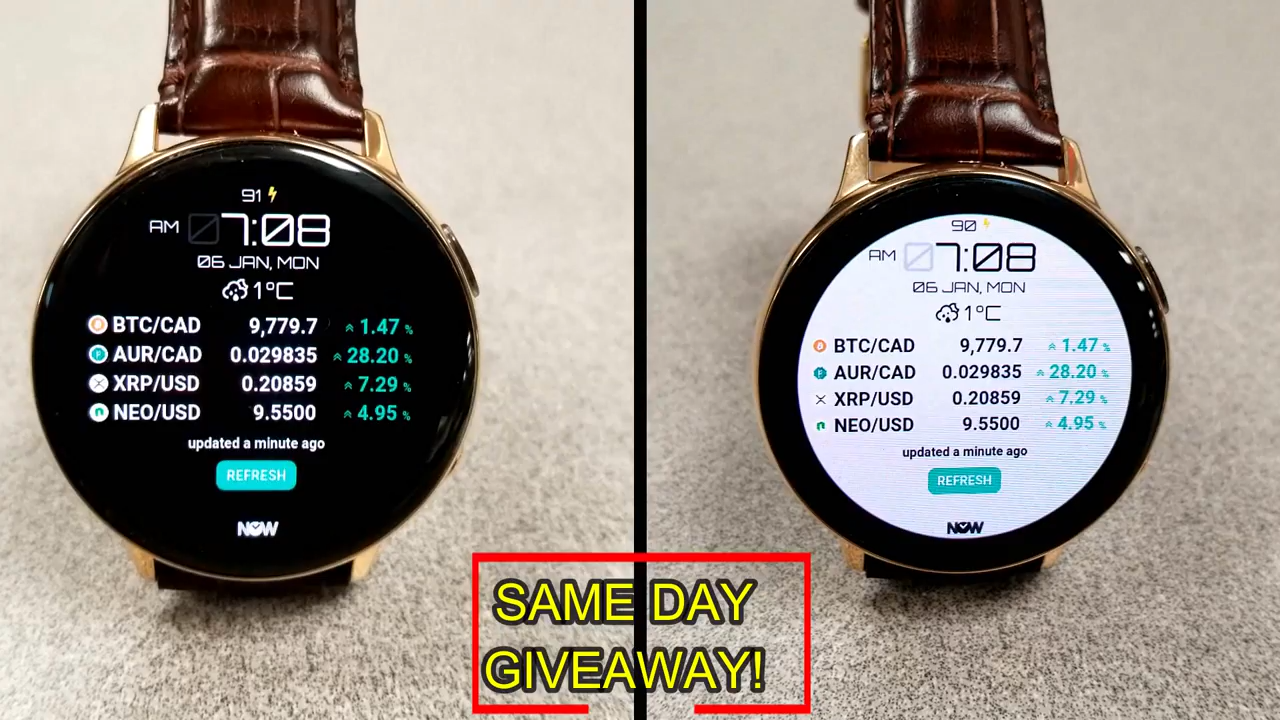 91
AM 07:08
06 JAN, MON
1°C
BTC/CAD 9,779.7 1.47 %
AUR/CAD 0.029835 28.20 %
XRP/USD 0.20859 7.29 %
NEO/USD 9.5500 4.95 %
updated a minute ago
REFRESH
NOW
90
AM 07:08
06 JAN, MON
1°C
BTC/CAD 9,779.7 1.47 %
AUR/CAD 0.029835 28.20 %
XRP/USD 0.20859 7.29 %
NEO/USD 9.5500 4.95 %
updated a minute ago
REFRESH
NOW
SAME DAY
GIVEAWAY!